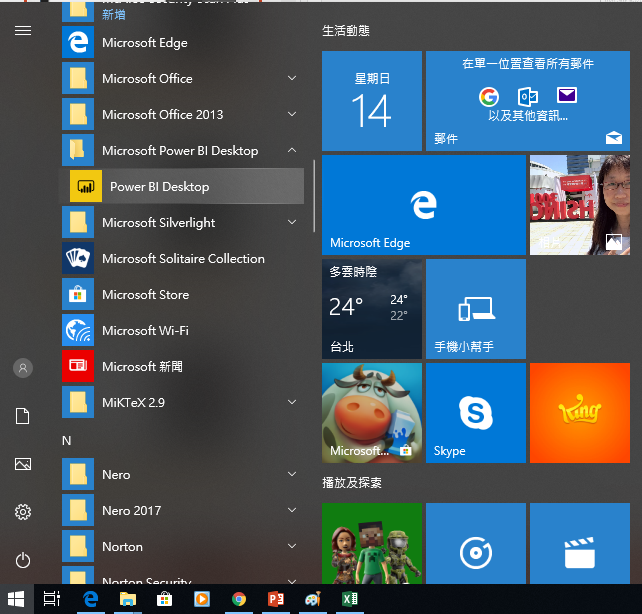 新增
Microsoft Edge
Microsoft Office
Microsoft Office 2013
Microsoft Power BI Desktop
Power BI Desktop
Microsoft Silverlight
Microsoft Solitaire Collection
Microsoft Store
Microsoft Wi-Fi
Microsoft 新聞
MiKTeX 2.9
N
Nero
Nero 2017
Norton
Norton Security
生活動態
星期日
14
在單一位置查看所有郵件
以及其他資訊...
郵件
Microsoft Edge
相片
多雲時陰
24°
24°
22°
台北
手機小幫手
Microsoft...
Skype
King
播放及探索